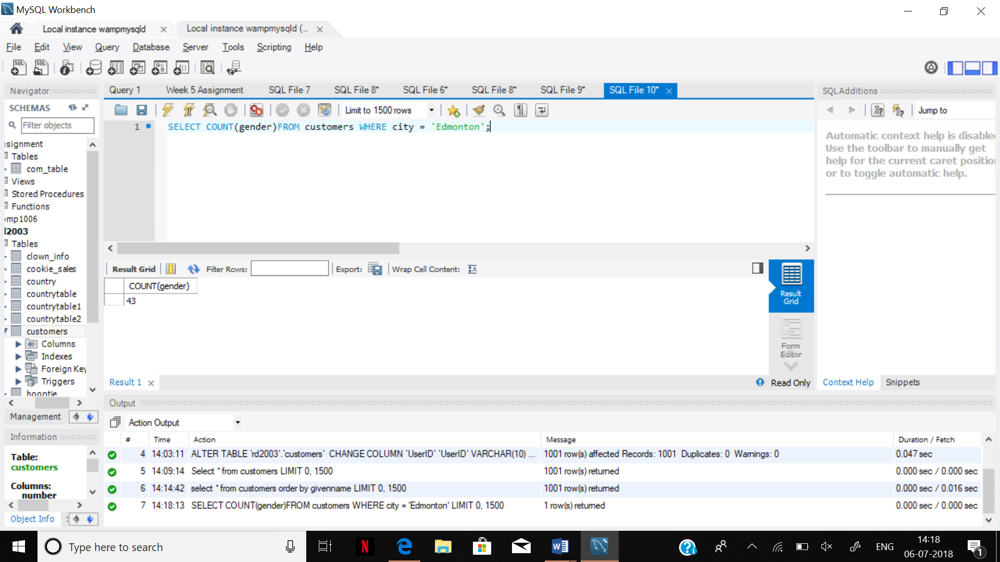 MySQL Workbench
Local instance wampmysqld
Local instance wampmysqld (...
File Edit View Query Database Server Tools Scripting Help
Navigator
SCHEMAS
Filter objects
ssignment
Tables
com_table
Views
Stored Procedures
Functions
omp1006
d2003
Tables
clown_info
cookie_sales
country
countrytable
countrytable1
countrytable2
customers
Columns
Indexes
Foreign Key
Triggers
hooptie
Management
Information
Table:
customers
Columns:
number
Object Info
Query 1 Week 5 Assignment SQL File 7 SQL File 8* SQL File 6* SQL File 8* SQL File 9* SQL File 10*
Limit to 1500 rows
1 SELECT COUNT(gender)FROM customers WHERE city = 'Edmonton';
Result Grid Filter Rows: Export: Wrap Cell Content:
COUNT(gender)
43
Result
Grid
Form
Editor
Result 1
Read Only
SQLAdditions
Jump to
Automatic context help is disabled
Use the toolbar to manually get
help for the current caret position
or to toggle automatic help.
Context Help Snippets
Output
Action Output
# Time Action Message Duration / Fetch
4 14:03:11 ALTER TABLE `rd2003`.`customers` CHANGE COLUMN `UserID` `UserID` VARCHAR(10) ... 1001 row(s) affected Records: 1001 Duplicates: 0 Warnings: 0 0.047 sec
5 14:09:14 Select * from customers LIMIT 0, 1500 1001 row(s) returned 0.000 sec / 0.000 sec
6 14:14:42 select * from customers order by givenname LIMIT 0, 1500 1001 row(s) returned 0.000 sec / 0.016 sec
7 14:18:13 SELECT COUNT(gender)FROM customers WHERE city = 'Edmonton' LIMIT 0, 1500 1 row(s) returned 0.000 sec / 0.000 sec
Type here to search
ENG
14:18
06-07-2018
1